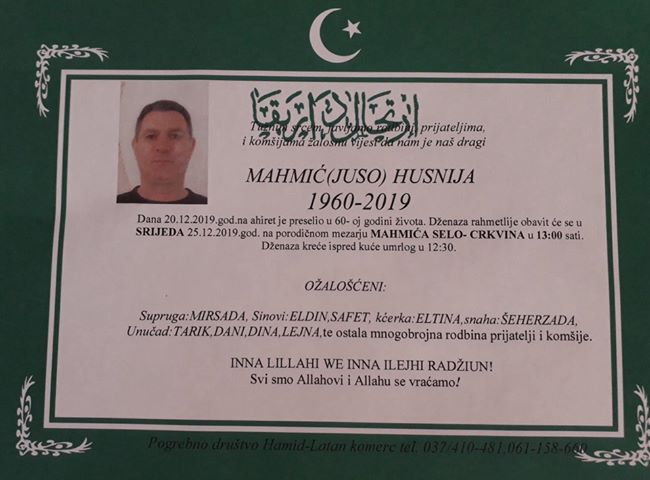 Tužnim srcem javljamo rodbini, prijateljima,
i komšijama žalosnu vijest da nam je naš dragi
MAHMIĆ(JUSO) HUSNIJA
1960-2019
Dana 20.12.2019.god.na ahiret je preselio u 60- oj godini života. Dženaza rahmetlije obavit će se u
SRIJEDA 25.12.2019.god. na porodičnom mezarju MAHMIĆA SELO- CRKVINA u 13:00 sati.
Dženaza kreće ispred kuće umrlog u 12:30.
OŽALOŠĆENI:
Supruga:MIRSADA, Sinovi:ELDIN,SAFET, kćerka:ELTINA,snaha:ŠEHERZADA,
Unučad:TARIK,DANI,DINA,LEJNA,te ostala mnogobrojna rodbina prijatelji i komšije.
INNA LILLAHI WE INNA ILEJHI RADŽIUN!
Svi smo Allahovi i Allahu se vraćamo!
Pogrebno društvo Hamid-Latan komerc tel. 037/410-481.061-158-660